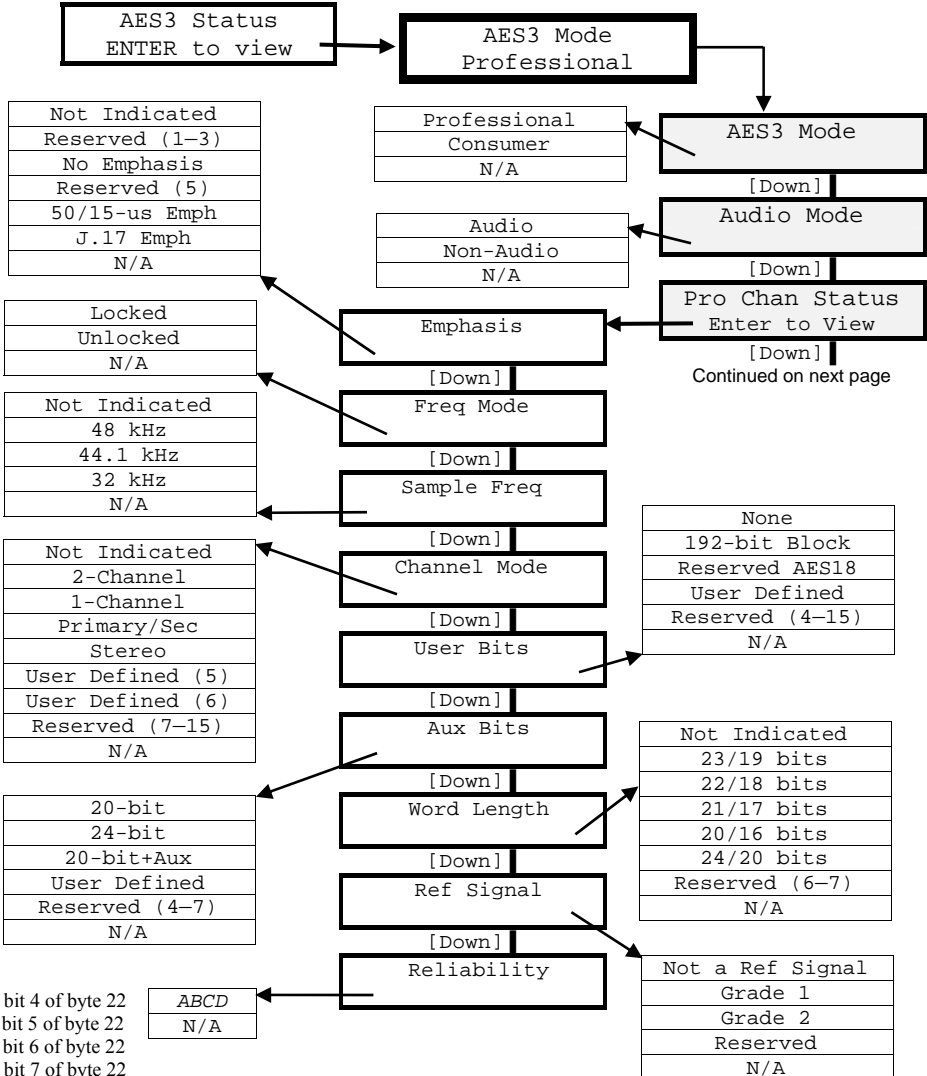 AES3 Status
ENTER to view
AES3 Mode
Professional
Not Indicated
Reserved (1—3)
No Emphasis
Reserved (5)
50/15-us Emph
J.17 Emph
N/A
Professional
Consumer
N/A
AES3 Mode
[Down]
Audio
Non-Audio
N/A
Audio Mode
[Down]
Pro Chan Status
Enter to View
[Down]
Continued on next page
Locked
Unlocked
N/A
Emphasis
[Down]
Not Indicated
48 kHz
44.1 kHz
32 kHz
N/A
Freq Mode
[Down]
Sample Freq
[Down]
Not Indicated
2-Channel
1-Channel
Primary/Sec
Stereo
User Defined (5)
User Defined (6)
Reserved (7—15)
N/A
Channel Mode
[Down]
None
192-bit Block
Reserved AES18
User Defined
Reserved (4—15)
N/A
User Bits
[Down]
Aux Bits
[Down]
20-bit
24-bit
20-bit+Aux
User Defined
Reserved (4—7)
N/A
Word Length
[Down]
Not Indicated
23/19 bits
22/18 bits
21/17 bits
20/16 bits
24/20 bits
Reserved (6—7)
N/A
Ref Signal
[Down]
Not a Ref Signal
Grade 1
Grade 2
Reserved
N/A
Reliability
ABCD
N/A
bit 4 of byte 22
bit 5 of byte 22
bit 6 of byte 22
bit 7 of byte 22